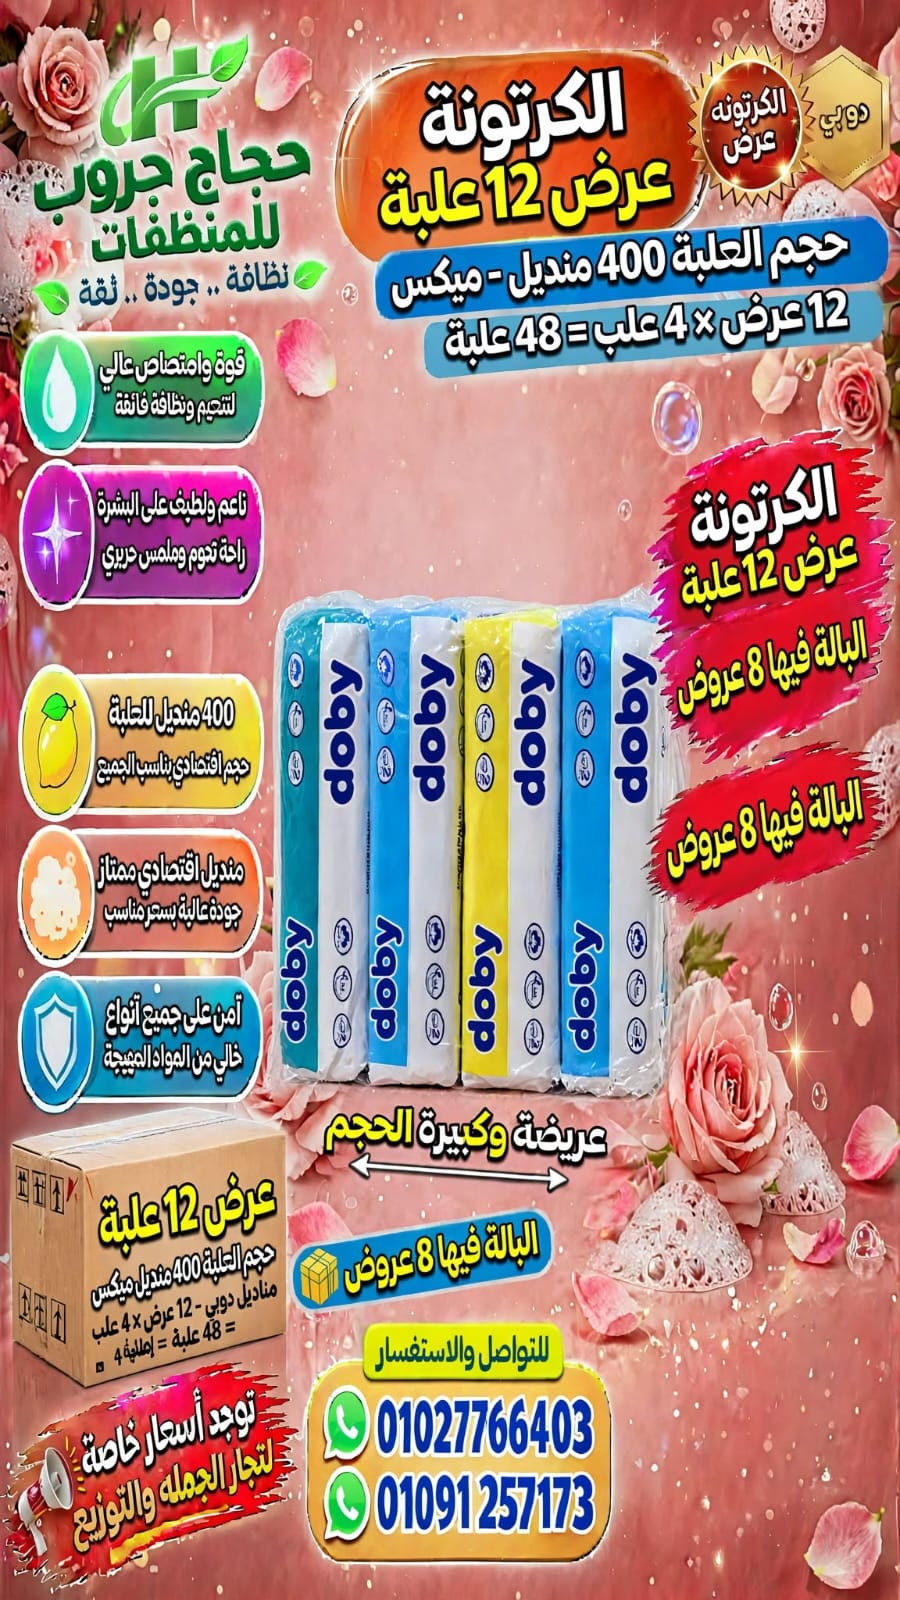 H
حجاج جروب
للمنظفات
نظافة .. جودة .. ثقة
الكرتونة
عرض 12 علبة
الكرتونه
عرض
دوبي
حجم العلبة 400 منديل - ميكس
12 عرض × 4 علب = 48 علبة
قوة وامتصاص عالي
لتنعيم ونظافة فائقة
ناعم ولطيف على البشرة
راحة تدوم وملمس حريري
400 منديل للعلبة
حجم اقتصادي يناسب الجميع
منديل اقتصادي ممتاز
جودة عالية بسعر مناسب
آمن على جميع أنواع
خالي من المواد المهيجة
الكرتونة
عرض 12 علبة
البالة فيها 8 عروض
البالة فيها 8 عروض
doby
doby
doby
doby
doby
doby
doby
doby
عريضة وكبيرة الحجم
عرض 12 علبة
حجم العلبة 400 منديل ميكس
مناديل دوبي - 12 عرض × 4 علب
= 48 علبة =
البالة فيها 8 عروض
للتواصل والاستفسار
01027766403
01091257173
توجد أسعار خاصة
لتجار الجمله والتوزيع